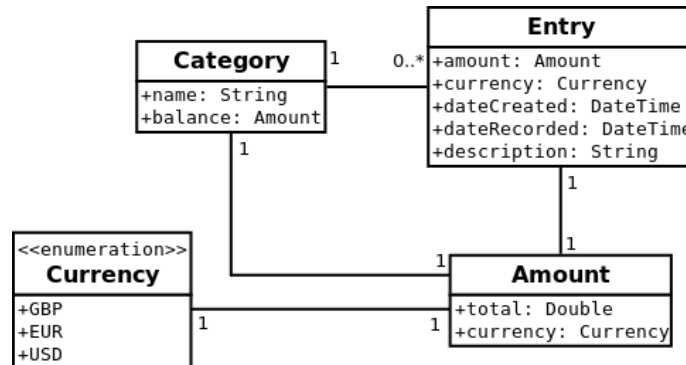 Category
+name: String
+balance: Amount
1
0..*
Entry
+amount: Amount
+currency: Currency
+dateCreated: DateTime
+dateRecorded: DateTime
+description: String
1
1
1
1
<<enumeration>>
Currency
+GBP
+EUR
+USD
1
1
Amount
+total: Double
+currency: Currency